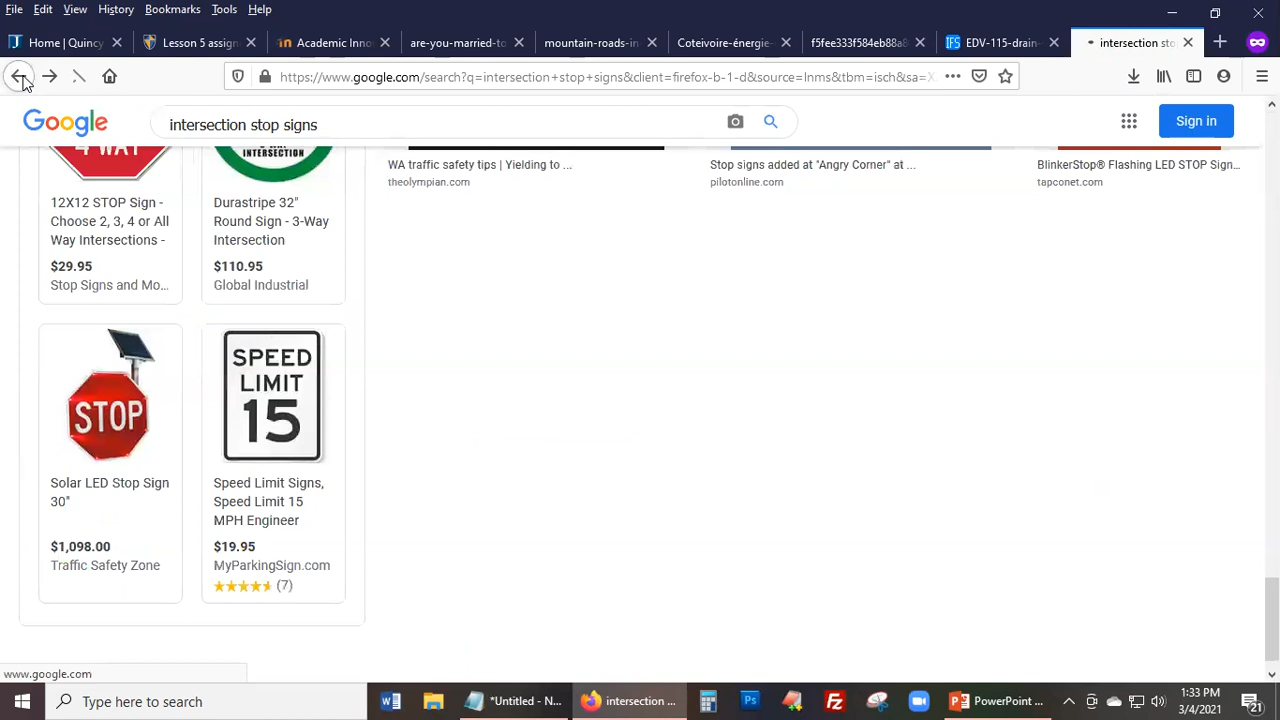 File Edit View History Bookmarks Tools Help
Home | Quincy
Lesson 5 assign
Academic Innov
are-you-married-to
mountain-roads-in
Coteivoire-énergie-
f5fee333f584eb88a8
IFS EDV-115-drain-
intersection sto
https://www.google.com/search?q=intersection+stop+signs&client=firefox-b-1-d&source=lnms&tbm=isch&sa=X
Google
intersection stop signs
Sign in
4 WAY
INTERSECTION
WA traffic safety tips | Yielding to ...
theolympian.com
Stop signs added at "Angry Corner" at ...
pilotonline.com
BlinkerStop® Flashing LED STOP Sign...
tapconet.com
12X12 STOP Sign -
Choose 2, 3, 4 or All
Way Intersections -
$29.95
Stop Signs and Mo...
Durastripe 32"
Round Sign - 3-Way
Intersection
$110.95
Global Industrial
STOP
Solar LED Stop Sign
30"
$1,098.00
Traffic Safety Zone
SPEED
LIMIT
15
Speed Limit Signs,
Speed Limit 15
MPH Engineer
$19.95
MyParkingSign.com
(7)
www.google.com
Type here to search
*Untitled - N...
intersection ...
PowerPoint ...
1:33 PM
3/4/2021
21